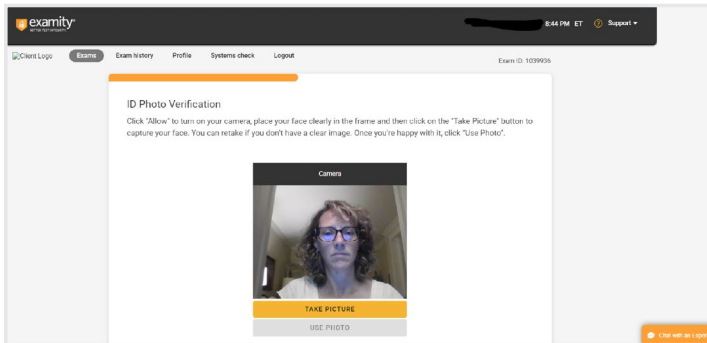 examity
BETTER TEST INTEGRITY
8:44 PM ET
Support
Client Logo
Exams
Exam history
Profile
Systems check
Logout
Exam ID: 1039936
ID Photo Verification
Click "Allow" to turn on your camera, place your face clearly in the frame and then click on the "Take Picture" button to
capture your face. You can retake if you don't have a clear image. Once you're happy with it, click "Use Photo".
Camera
TAKE PICTURE
USE PHOTO
Chat with an Expert